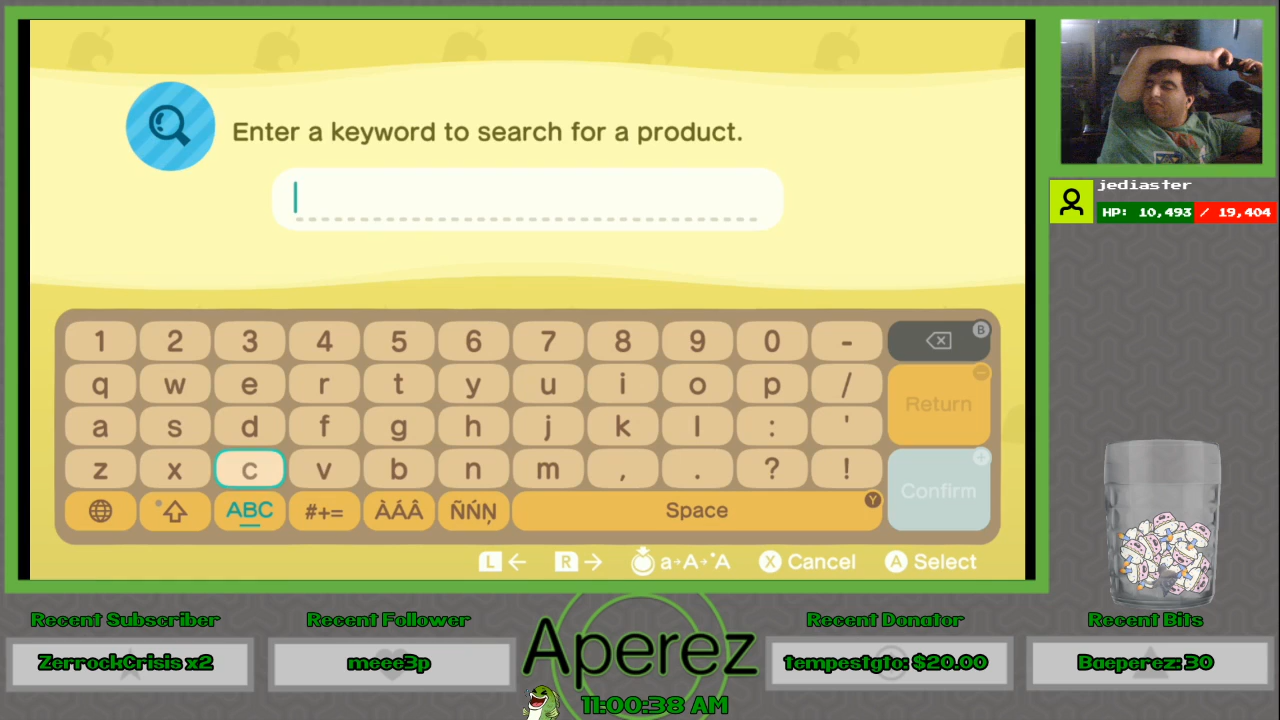 Enter a keyword to search for a product.
1 2 3 4 5 6 7 8 9 0 -
q w e r t y u i o p /
a s d f g h j k l : '
z x c v b n m , . ? !
ABC #+= ÀÁÂ ÑŃŅ Space Y
B
Return
Confirm
L ← R → a→A→•A X Cancel A Select
jediaster
HP: 10,493 / 19,404
Recent Subscriber
ZerrockCrisis x2
Recent Follower
meee3p
Aperez
11:00:38 AM
Recent Donator
tempestgto: $20.00
Recent Bits
Baeperez: 30